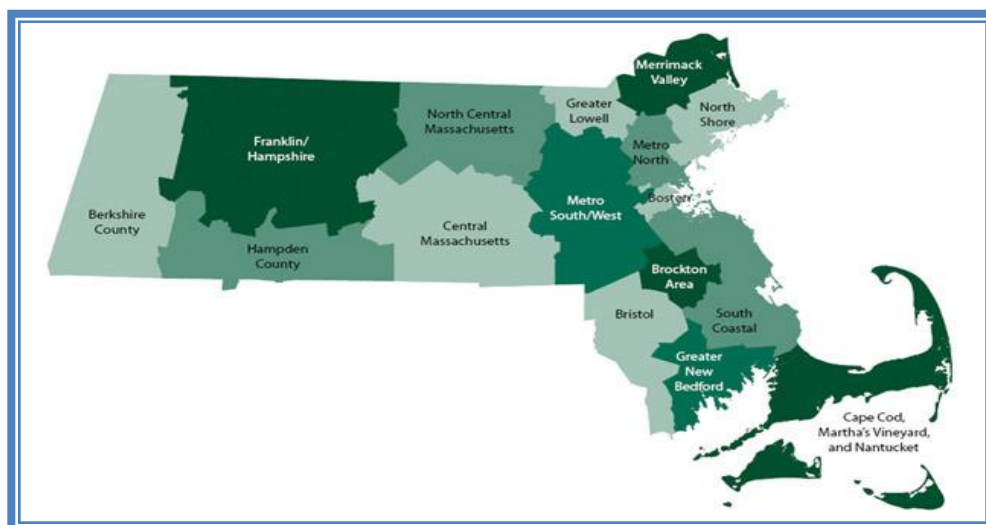 Merrimack
Valley
Greater
Lowell
North
Shore
North Central
Massachusetts
Metro
North
Franklin/
Hampshire
Boston
Metro
South/West
Berkshire
County
Central
Massachusetts
Hampden
County
Brockton
Area
Bristol
South
Coastal
Greater
New
Bedford
Cape Cod,
Martha's Vineyard,
and Nantucket